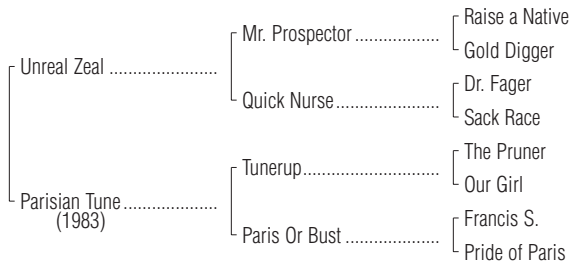 Raise a Native
Mr. Prospector ..................
Gold Digger
Unreal Zeal ......................
Dr. Fager
Quick Nurse......................
Sack Race
The Pruner
Tunerup............................
Our Girl
Parisian Tune ...................
(1983)
Francis S.
Paris Or Bust ...................
Pride of Paris